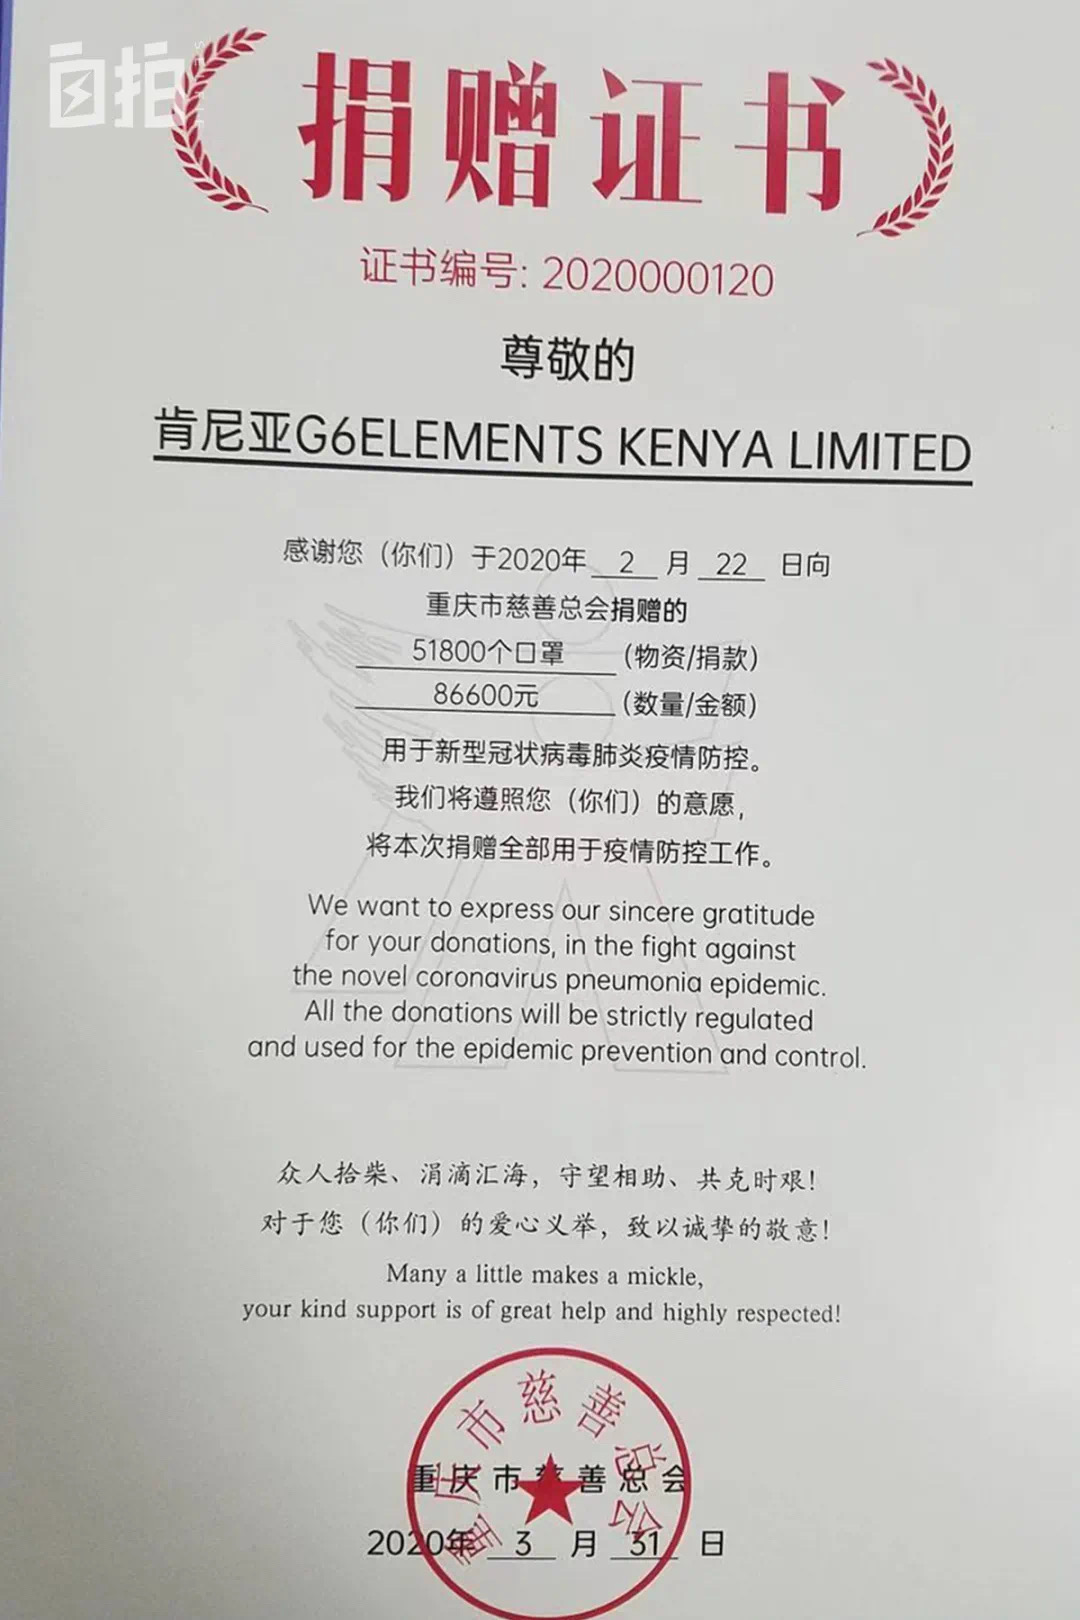 自拍
捐赠证书
证书编号: 2020000120
尊敬的
肯尼亚G6ELEMENTS KENYA LIMITED
感谢您（你们）于2020年 2 月 22 日向
重庆市慈善总会捐赠的
51800个口罩 (物资/捐款)
86600元 (数量/金额)
用于新型冠状病毒肺炎疫情防控。
我们将遵照您（你们）的意愿，
将本次捐赠全部用于疫情防控工作。
We want to express our sincere gratitude
for your donations, in the fight against
the novel coronavirus pneumonia epidemic.
All the donations will be strictly regulated
and used for the epidemic prevention and control.
众人拾柴、涓滴汇海，守望相助、共克时艰！
对于您（你们）的爱心义举，致以诚挚的敬意！
Many a little makes a mickle,
your kind support is of great help and highly respected!
重庆市慈善总会
重庆市慈善总会
2020年 3 月 31 日